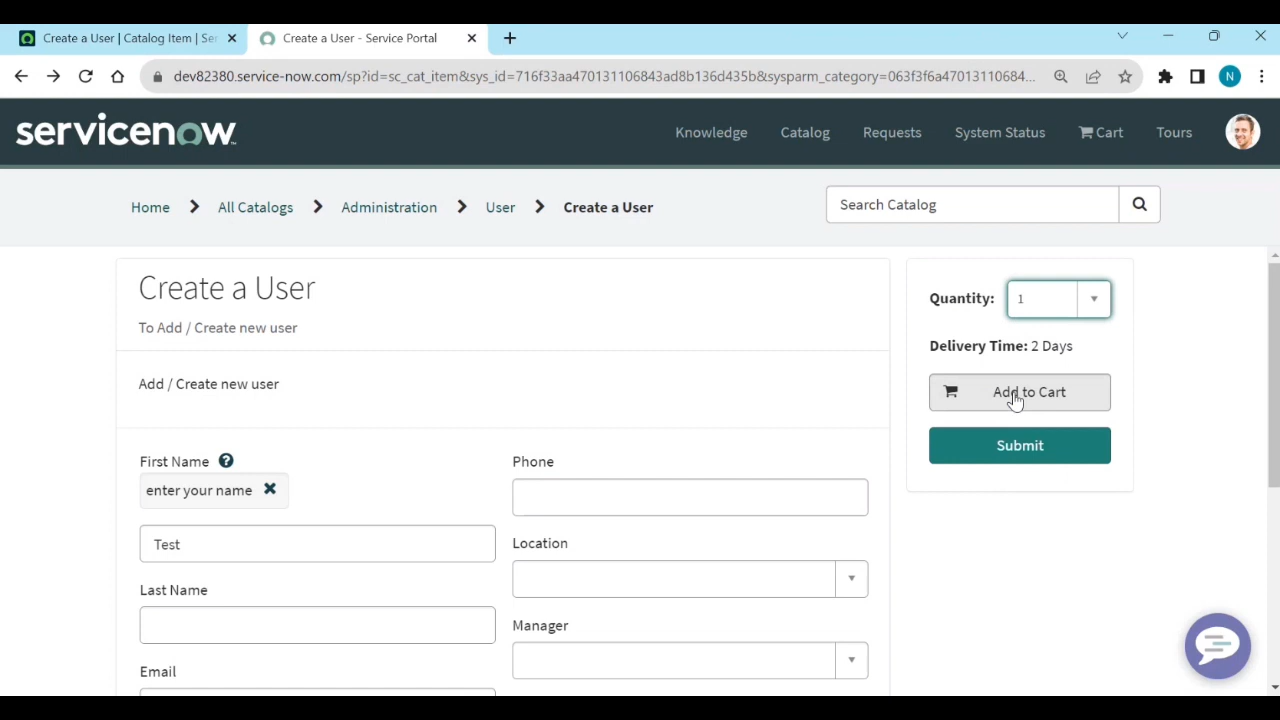 Create a User | Catalog Item | Ser
Create a User - Service Portal
dev82380.service-now.com/sp?id=sc_cat_item&sys_id=716f33aa470131106843ad8b136d435b&sysparm_category=063f3f6a47013110684...
N
servicenow
Knowledge
Catalog
Requests
System Status
Cart
Tours
Home
All Catalogs
Administration
User
Create a User
Search Catalog
Create a User
To Add / Create new user
Add / Create new user
First Name ?
enter your name
Test
Last Name
Email
Phone
Location
Manager
Quantity: 1
Delivery Time: 2 Days
Add to Cart
Submit